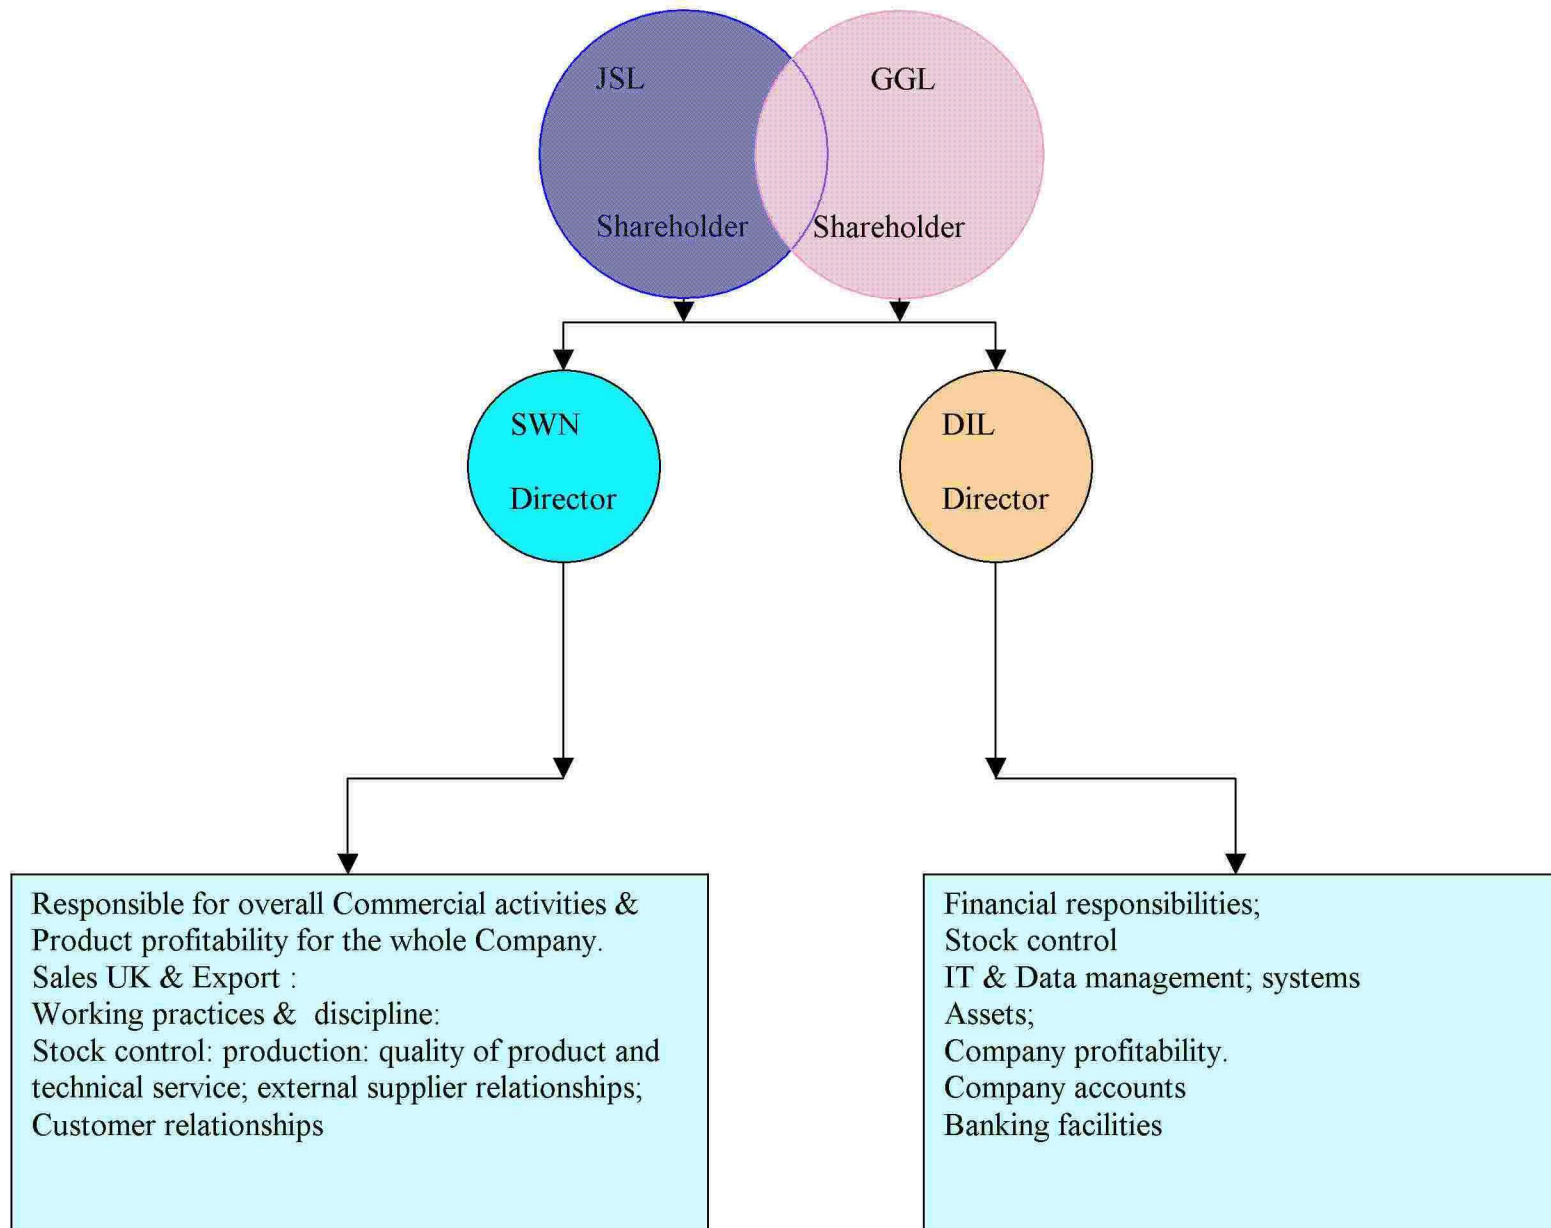 JSL
GGL
Shareholder
Shareholder
SWN
Director
DIL
Director
Responsible for overall Commercial activities &
Product profitability for the whole Company.
Sales UK & Export :
Working practices &  discipline:
Stock control: production: quality of product and
technical service; external supplier relationships;
Customer relationships
Financial responsibilities;
Stock control
IT & Data management; systems
Assets;
Company profitability.
Company accounts
Banking facilities